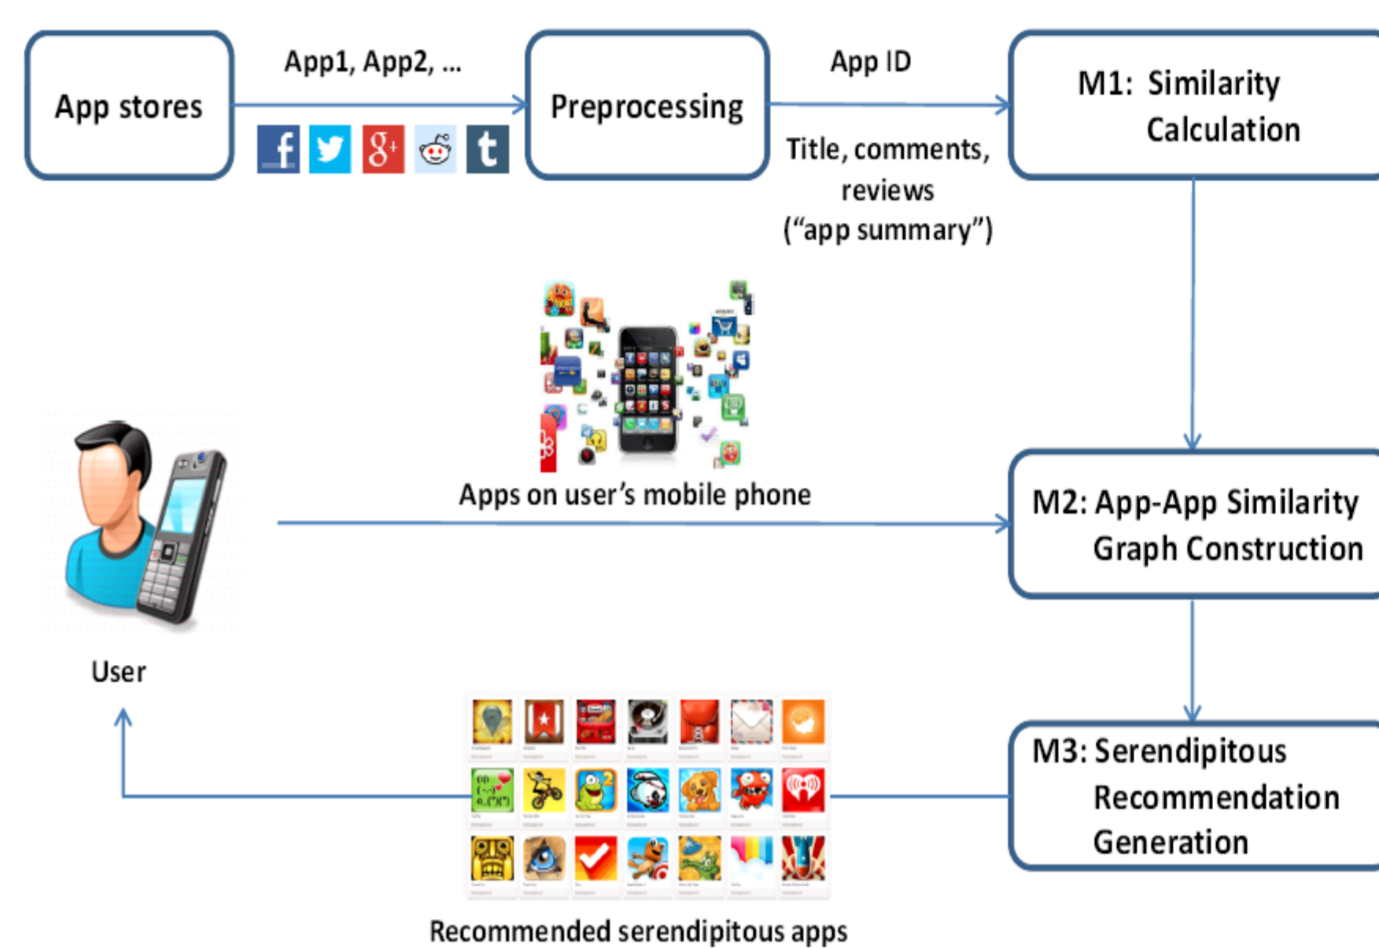 App stores
App1, App2, ...
Preprocessing
App ID
Title, comments,
reviews
(“app summary”)
M1: Similarity
Calculation
Apps on user’s mobile phone
M2: App-App Similarity
Graph Construction
User
M3: Serendipitous
Recommendation
Generation
Recommended serendipitous apps